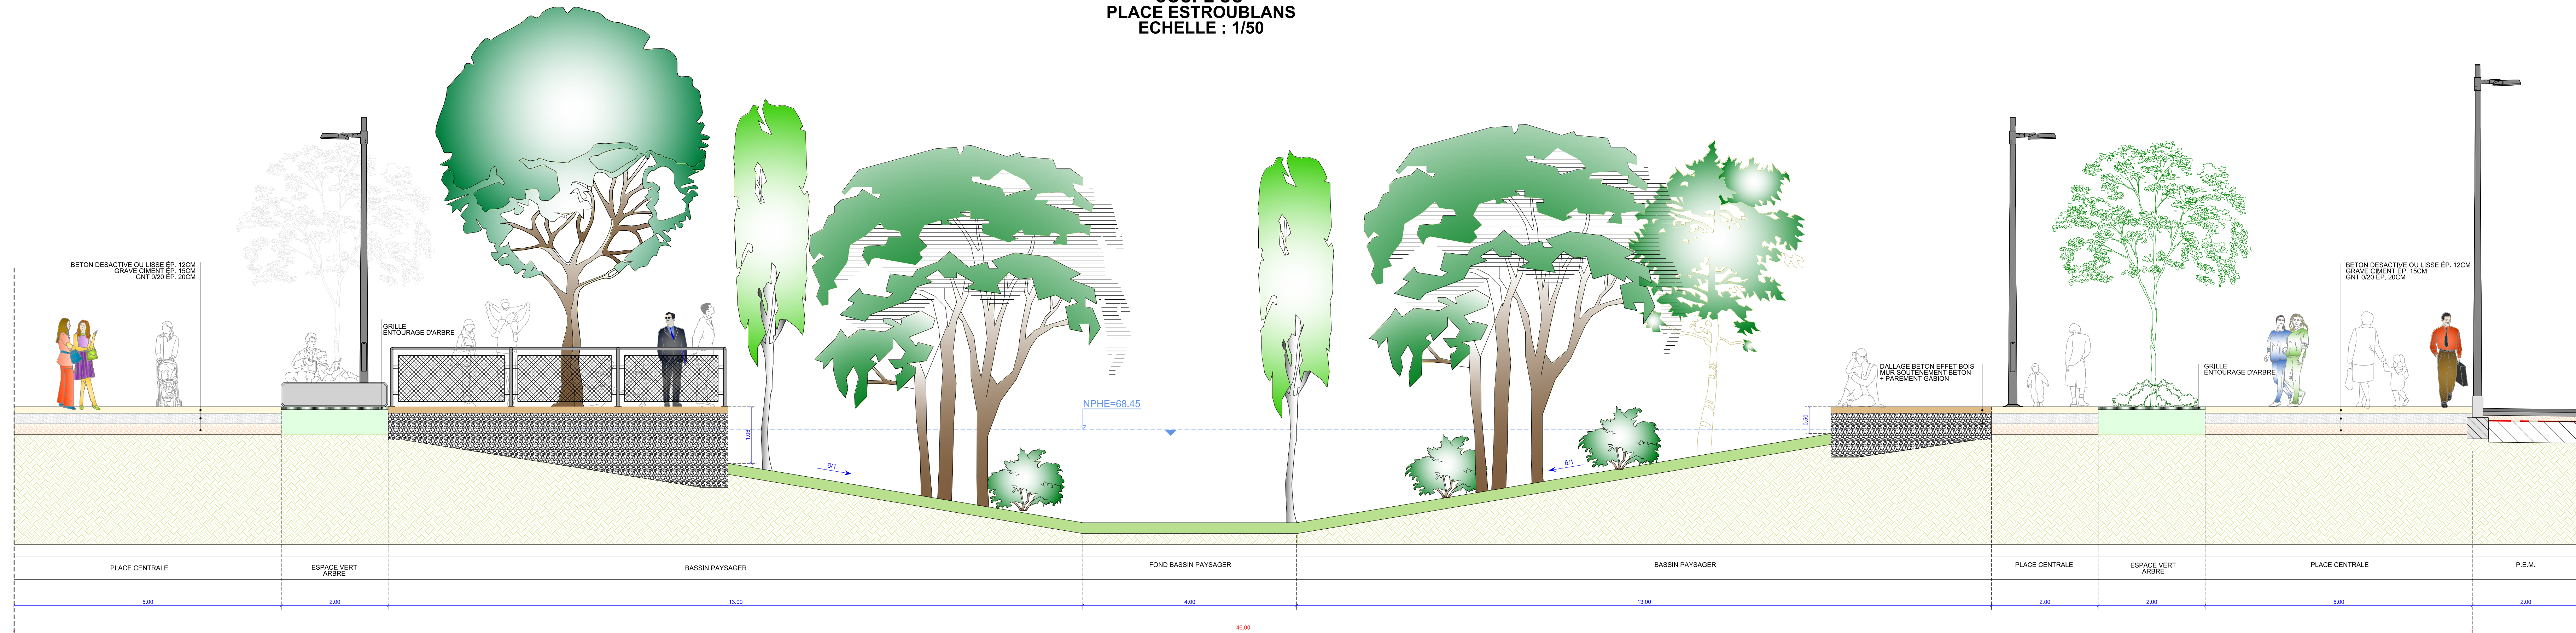 PLACE ESTROUBLANS
ECHELLE : 1/50
BETON DESACTIVE OU LISSE ÉP. 12CM
GRAVE CIMENT ÉP. 15CM
GNT 0/20 ÉP. 20CM
GRILLE
ENTOURAGE D'ARBRE
1,06
6/1
NPHE=68.45
6/1
0,50
DALLAGE BETON EFFET BOIS
MUR SOUTENEMENT BETON
+ PAREMENT GABION
GRILLE
ENTOURAGE D'ARBRE
BETON DESACTIVE OU LISSE ÉP. 12CM
GRAVE CIMENT ÉP. 15CM
GNT 0/20 ÉP. 20CM
PLACE CENTRALE
ESPACE VERT
ARBRE
BASSIN PAYSAGER
FOND BASSIN PAYSAGER
BASSIN PAYSAGER
PLACE CENTRALE
ESPACE VERT
ARBRE
PLACE CENTRALE
P.E.M.
5,00
2,00
13,00
4,00
13,00
2,00
2,00
5,00
2,00
46,00